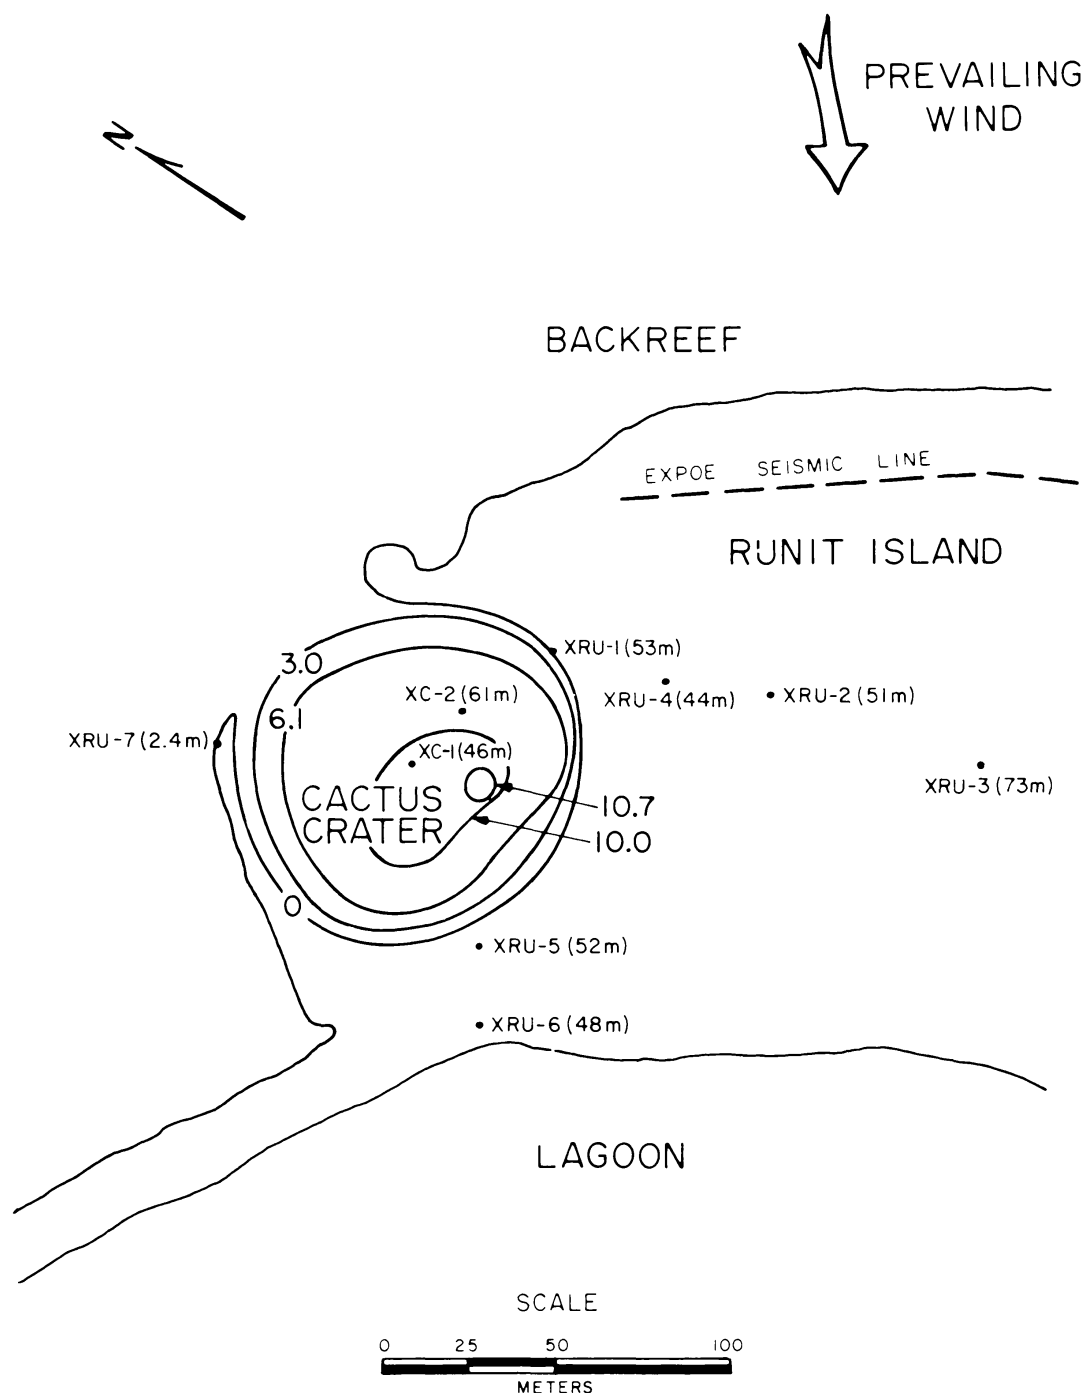 PREVAILING
WIND
N
BACKREEF
EXPOE SEISMIC LINE
RUNIT ISLAND
XRU-1 (53m)
3.0
XRU-4 (44m)
XRU-2 (51m)
XC-2 (61m)
6.1
XRU-7 (2.4m)
XC-1 (46m)
XRU-3 (73m)
CACTUS
CRATER
10.7
10.0
0
XRU-5 (52m)
XRU-6 (48m)
LAGOON
SCALE
0 25 50 100
METERS